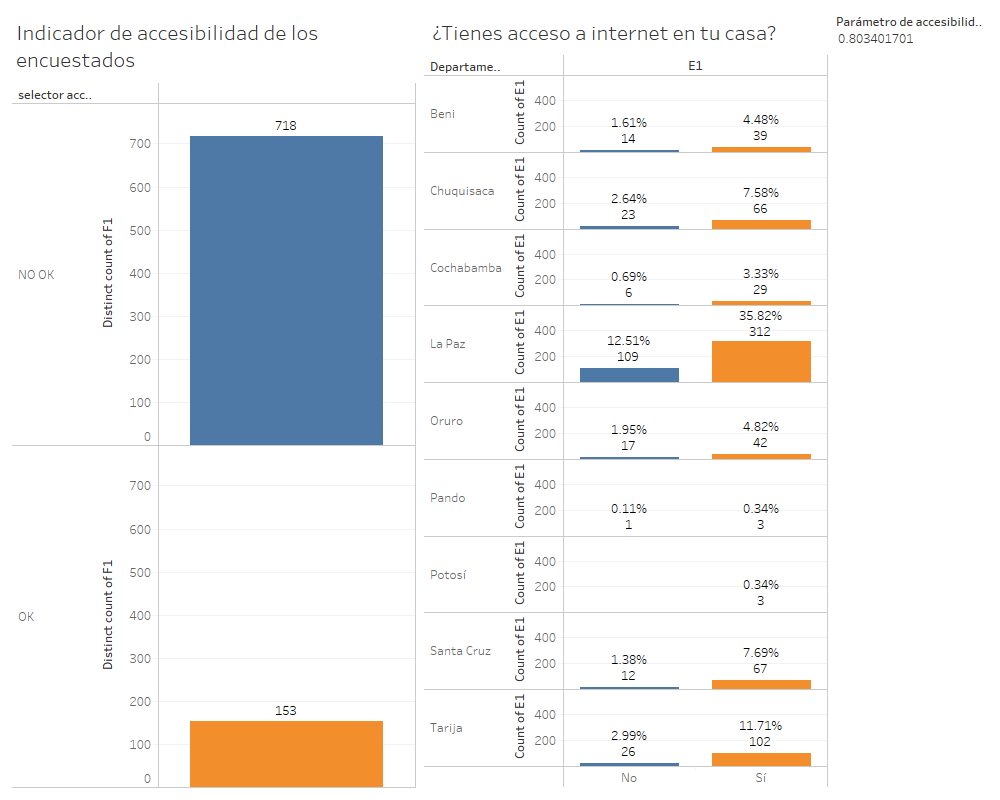 Indicador de accesibilidad de los
encuestados
selector acc..
NO OK
Distinct count of F1
700
600
500
400
300
200
100
0
718
OK
Distinct count of F1
700
600
500
400
300
200
100
0
153
¿Tienes acceso a internet en tu casa?
Departame..
E1
Beni
Count of E1
400
200
1.61%
14
4.48%
39
Chuquisaca
Count of E1
400
200
2.64%
23
7.58%
66
Cochabamba
Count of E1
400
200
0.69%
6
3.33%
29
La Paz
Count of E1
400
200
12.51%
109
35.82%
312
Oruro
Count of E1
400
200
1.95%
17
4.82%
42
Pando
Count of E1
400
200
0.11%
1
0.34%
3
Potosí
Count of E1
400
200
0.34%
3
Santa Cruz
Count of E1
400
200
1.38%
12
7.69%
67
Tarija
Count of E1
400
200
2.99%
26
11.71%
102
No
Sí
Parámetro de accesibilid..
0.803401701